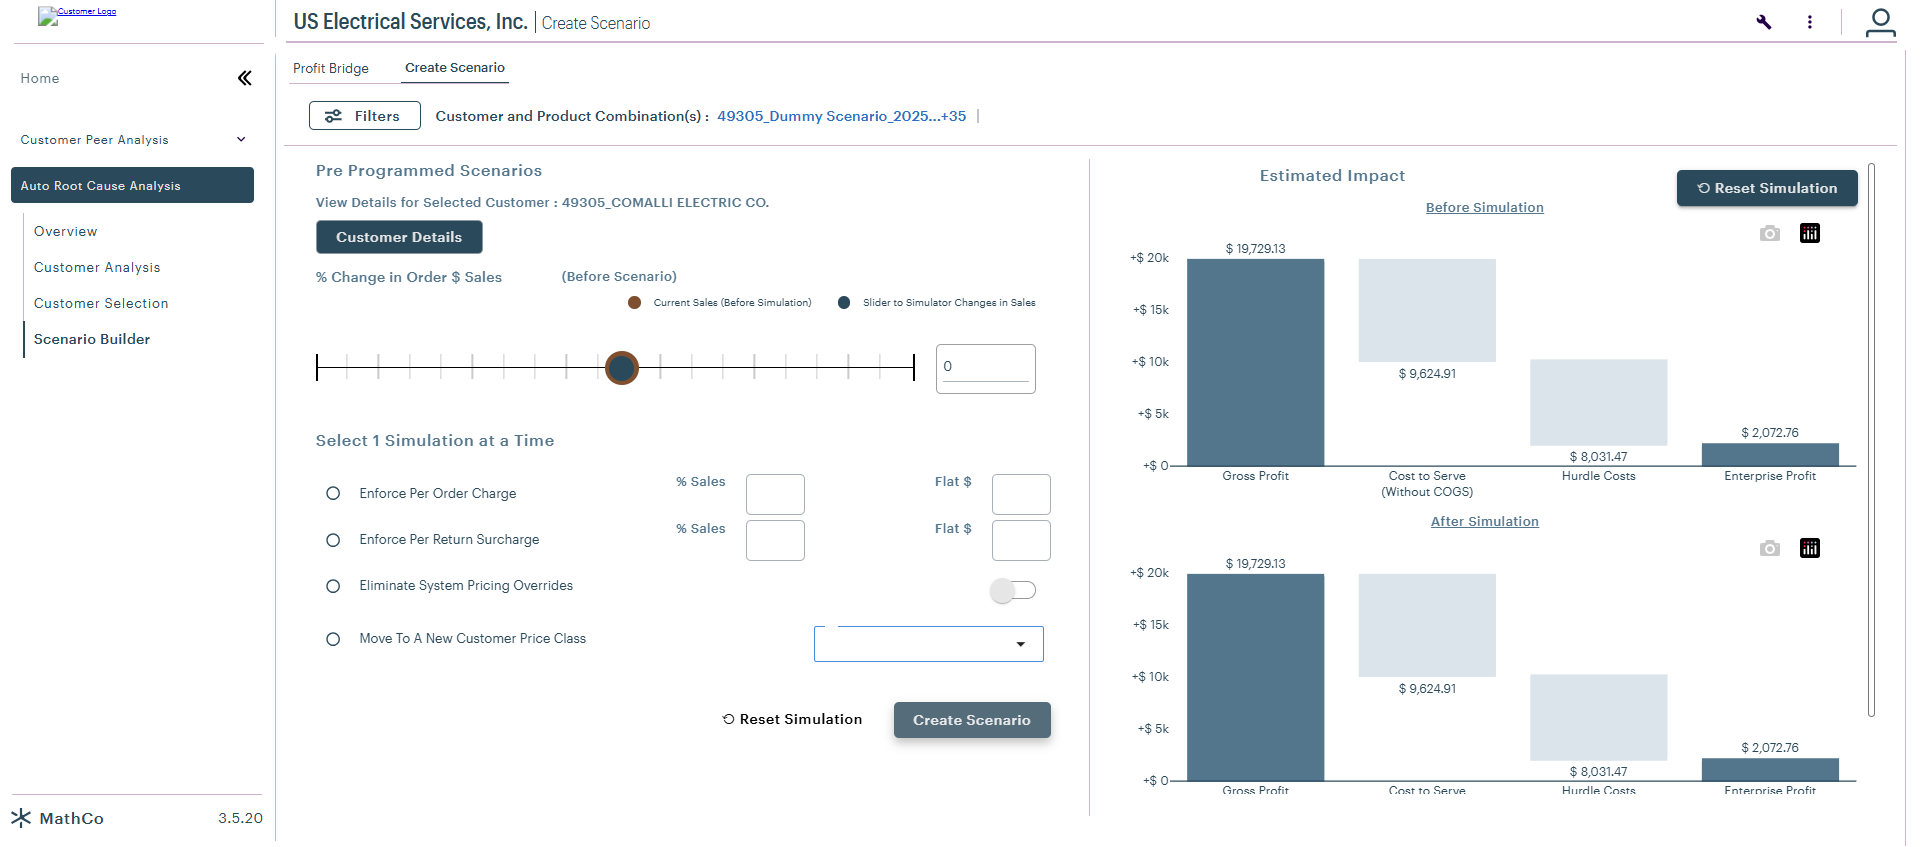 Customer Logo
US Electrical Services, Inc. | Create Scenario
Home
Profit Bridge
Create Scenario
Filters
Customer and Product Combination(s) : 49305_Dummy Scenario_2025...+35
Customer Peer Analysis
Auto Root Cause Analysis
Overview
Customer Analysis
Customer Selection
Scenario Builder
MathCo
3.5.20
Pre Programmed Scenarios
View Details for Selected Customer : 49305_COMALLI ELECTRIC CO.
Customer Details
% Change in Order $ Sales
(Before Scenario)
Current Sales (Before Simulation)
Slider to Simulator Changes in Sales
0
Select 1 Simulation at a Time
Enforce Per Order Charge
% Sales
Flat $
Enforce Per Return Surcharge
% Sales
Flat $
Eliminate System Pricing Overrides
Move To A New Customer Price Class
Reset Simulation
Create Scenario
Estimated Impact
Reset Simulation
Before Simulation
$ 19,729.13
+$ 20k
+$ 15k
+$ 10k
$ 9,624.91
+$ 5k
$ 2,072.76
$ 8,031.47
+$ 0
Gross Profit
Cost to Serve
(Without COGS)
Hurdle Costs
Enterprise Profit
After Simulation
$ 19,729.13
+$ 20k
+$ 15k
+$ 10k
$ 9,624.91
+$ 5k
$ 2,072.76
$ 8,031.47
+$ 0
Gross Profit
Cost to Serve
Hurdle Costs
Enterprise Profit